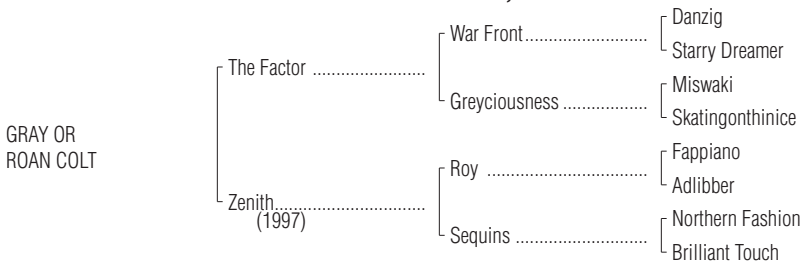 Danzig
War Front..........................
Starry Dreamer
The Factor ........................
Miswaki
Greyciousness ..................
Skatingonthinice
GRAY OR
ROAN COLT
Fappiano
Roy ..................................
Adlibber
Zenith................................
(1997)
Northern Fashion
Sequins ............................
Brilliant Touch